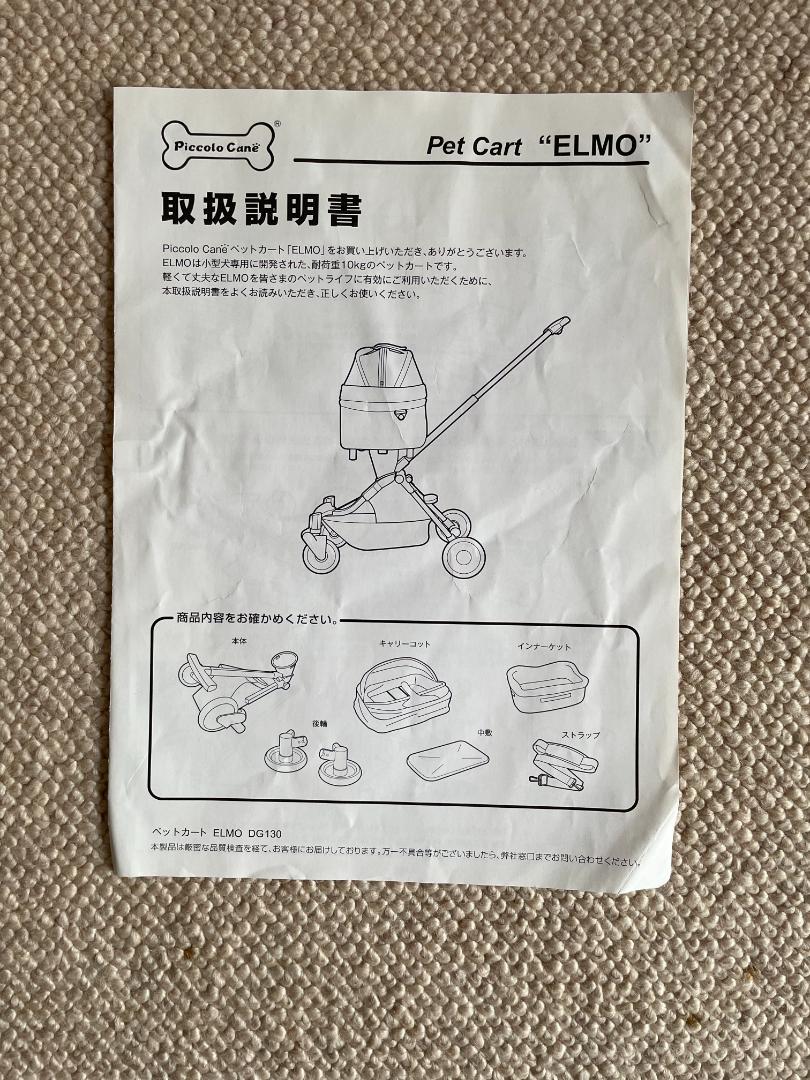 Piccolo Cane ®
Pet Cart “ELMO”
取扱説明書
Piccolo Caneペットカート「ELMO」をお買い上げいただき、ありがとうございます。
ELMOは小型犬専用に開発された、耐荷重10kgのペットカートです。
軽くて丈夫なELMOを皆さまのペットライフに有効にご利用いただくために、
本取扱説明書をよくお読みいただき、正しくお使いください。
商品内容をお確かめください。
本体
キャリーコット
インナーケット
後輪
中敷
ストラップ
ペットカート ELMO DG130
本製品は厳密な品質検査を経て、お客様にお届けしております。万一不具合等がございましたら、弊社窓口までお問い合わせください。